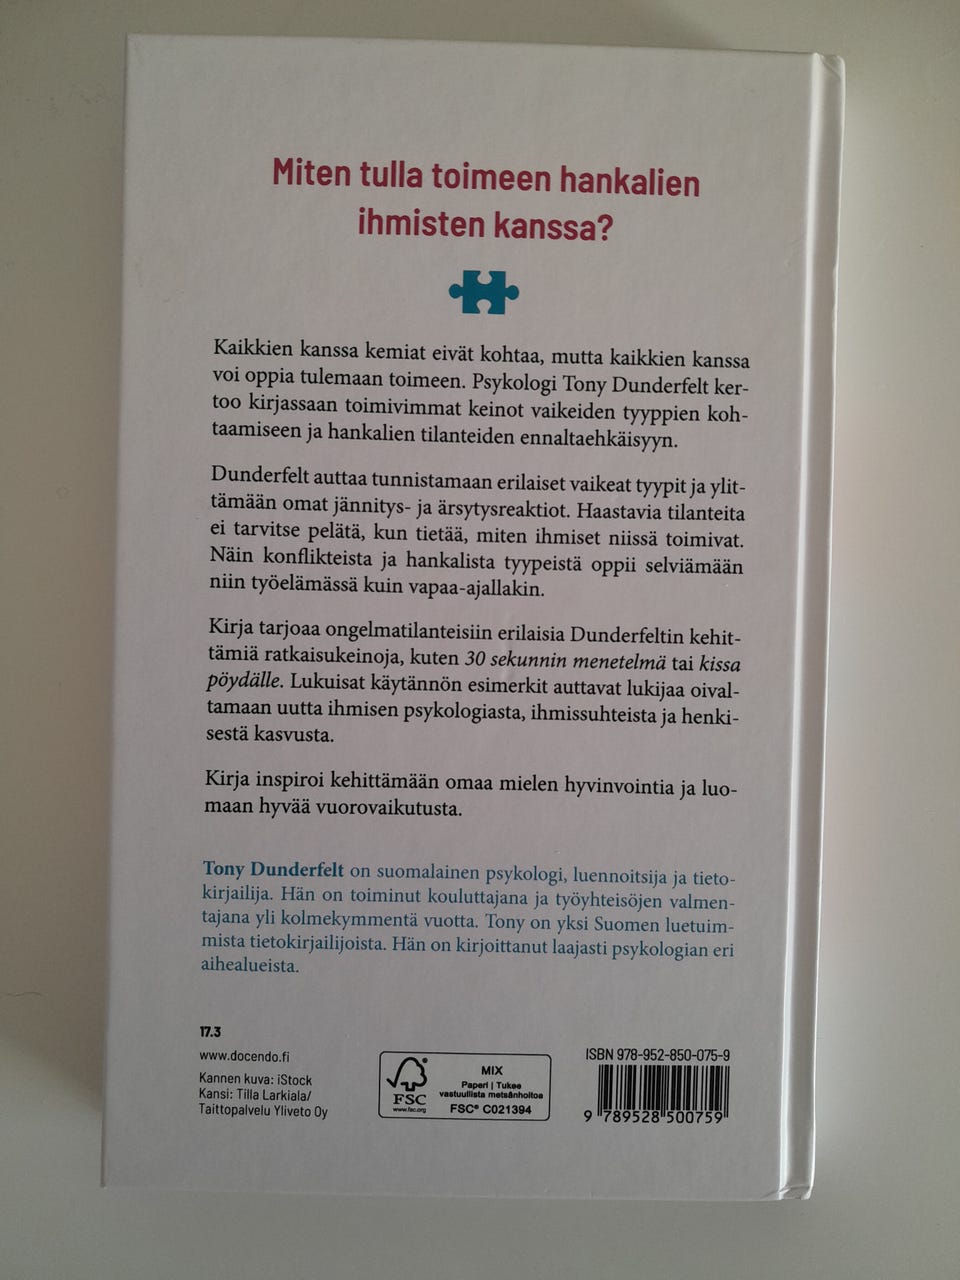 Miten tulla toimeen hankalien
ihmisten kanssa?
Kaikkien kanssa kemiat eivät kohtaa, mutta kaikkien kanssa
voi oppia tulemaan toimeen. Psykologi Tony Dunderfelt ker-
too kirjassaan toimivimmat keinot vaikeiden tyyppien koh-
taamiseen ja hankalien tilanteiden ennaltaehkäisyyn.
Dunderfelt auttaa tunnistamaan erilaiset vaikeat tyypit ja ylit-
tämään omat jännitys- ja ärsytysreaktiot. Haastavia tilanteita
ei tarvitse pelätä, kun tietää, miten ihmiset niissä toimivat.
Näin konflikteista ja hankalista tyypeistä oppii selviämään
niin työelämässä kuin vapaa-ajallakin.
Kirja tarjoaa ongelmatilanteisiin erilaisia Dunderfeltin kehit-
tämiä ratkaisukeinoja, kuten 30 sekunnin menetelmä tai kissa
pöydälle. Lukuisat käytännön esimerkit auttavat lukijaa oival-
tamaan uutta ihmisen psykologiasta, ihmissuhteista ja henki-
sestä kasvusta.
Kirja inspiroi kehittämään omaa mielen hyvinvointia ja luo-
maan hyvää vuorovaikutusta.
Tony Dunderfelt on suomalainen psykologi, luennoitsija ja tieto-
kirjailija. Hän on toiminut kouluttajana ja työyhteisöjen valmen-
tajana yli kolmekymmentä vuotta. Tony on yksi Suomen luetuim-
mista tietokirjailijoista. Hän on kirjoittanut laajasti psykologian eri
aihealueista.
17.3
www.docendo.fi
Kannen kuva: iStock
Kansi: Tilla Larkiala/
Taittopalvelu Yliveto Oy
FSC
www.fsc.org
MIX
Paperi | Tukee
vastuullista metsänhoitoa
FSC® C021394
ISBN 978-952-850-075-9
9 789528 500759